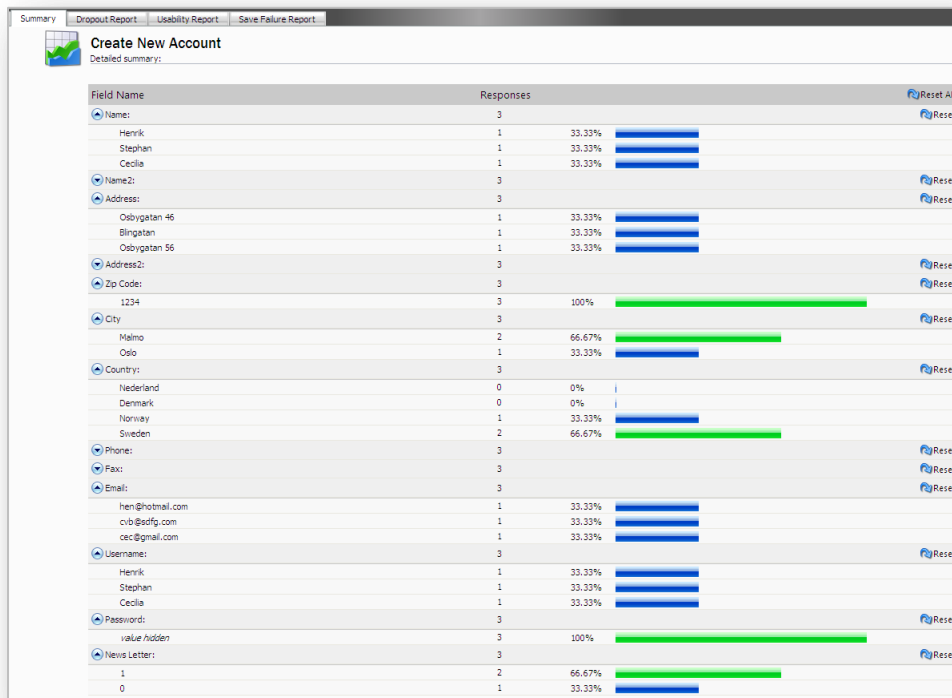 Summary Dropout Report Usability Report Save Failure Report
Create New Account
Detailed summary:
Field Name Responses Reset Al
Name: 3 Rese
Henrik 1 33.33%
Stephan 1 33.33%
Cecilia 1 33.33%
Name2: 3 Rese
Address: 3 Rese
Osbygatan 46 1 33.33%
Blingatan 1 33.33%
Osbygatan 56 1 33.33%
Address2: 3 Rese
Zip Code: 3 Rese
1234 3 100%
City 3 Rese
Malmo 2 66.67%
Oslo 1 33.33%
Country: 3 Rese
Nederland 0 0%
Denmark 0 0%
Norway 1 33.33%
Sweden 2 66.67%
Phone: 3 Rese
Fax: 3 Rese
Email: 3 Rese
hen@hotmail.com 1 33.33%
cvb@sdfg.com 1 33.33%
cec@gmail.com 1 33.33%
Username: 3 Rese
Henrik 1 33.33%
Stephan 1 33.33%
Cecilia 1 33.33%
Password: 3 Rese
value hidden 3 100%
News Letter: 3 Rese
1 2 66.67%
0 1 33.33%